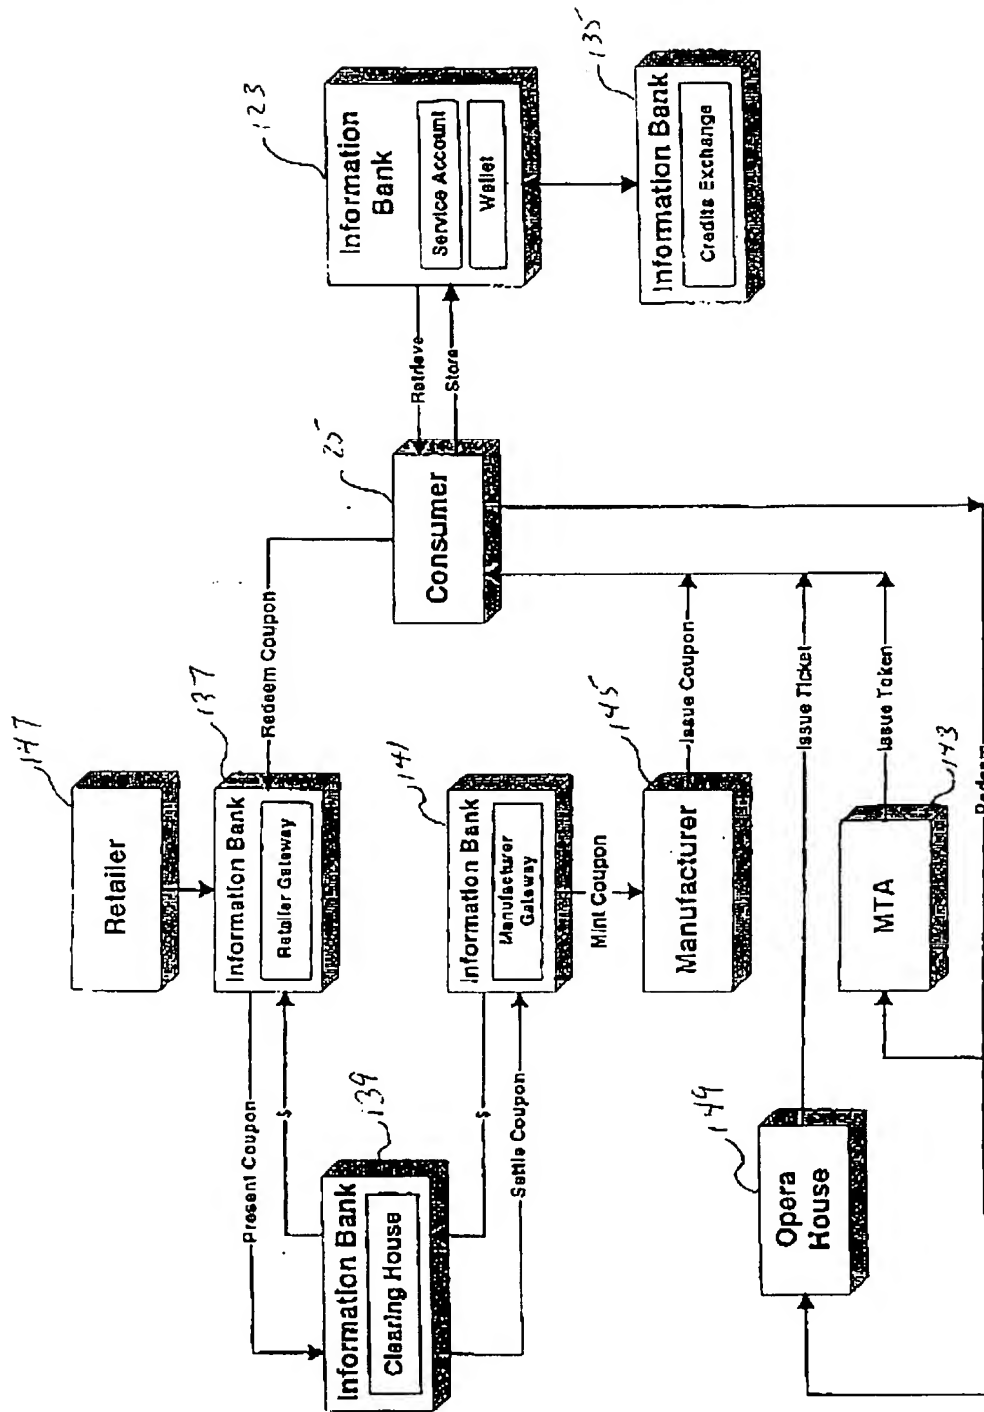 147
Retailer
137
Information Bank
Retailer Gateway
Redeem Coupon
Present Coupon
$
139
Information Bank
Clearing House
$
Settle Coupon
141
Information Bank
Manufacturer
Gateway
Mint Coupon
145
Manufacturer
Issue Coupon
25
Consumer
Retrieve
Store
123
Information
Bank
Service Account
Wallet
135
Information Bank
Credits Exchange
149
Opera
House
Issue Ticket
MTA
143
Issue Token
Redeem